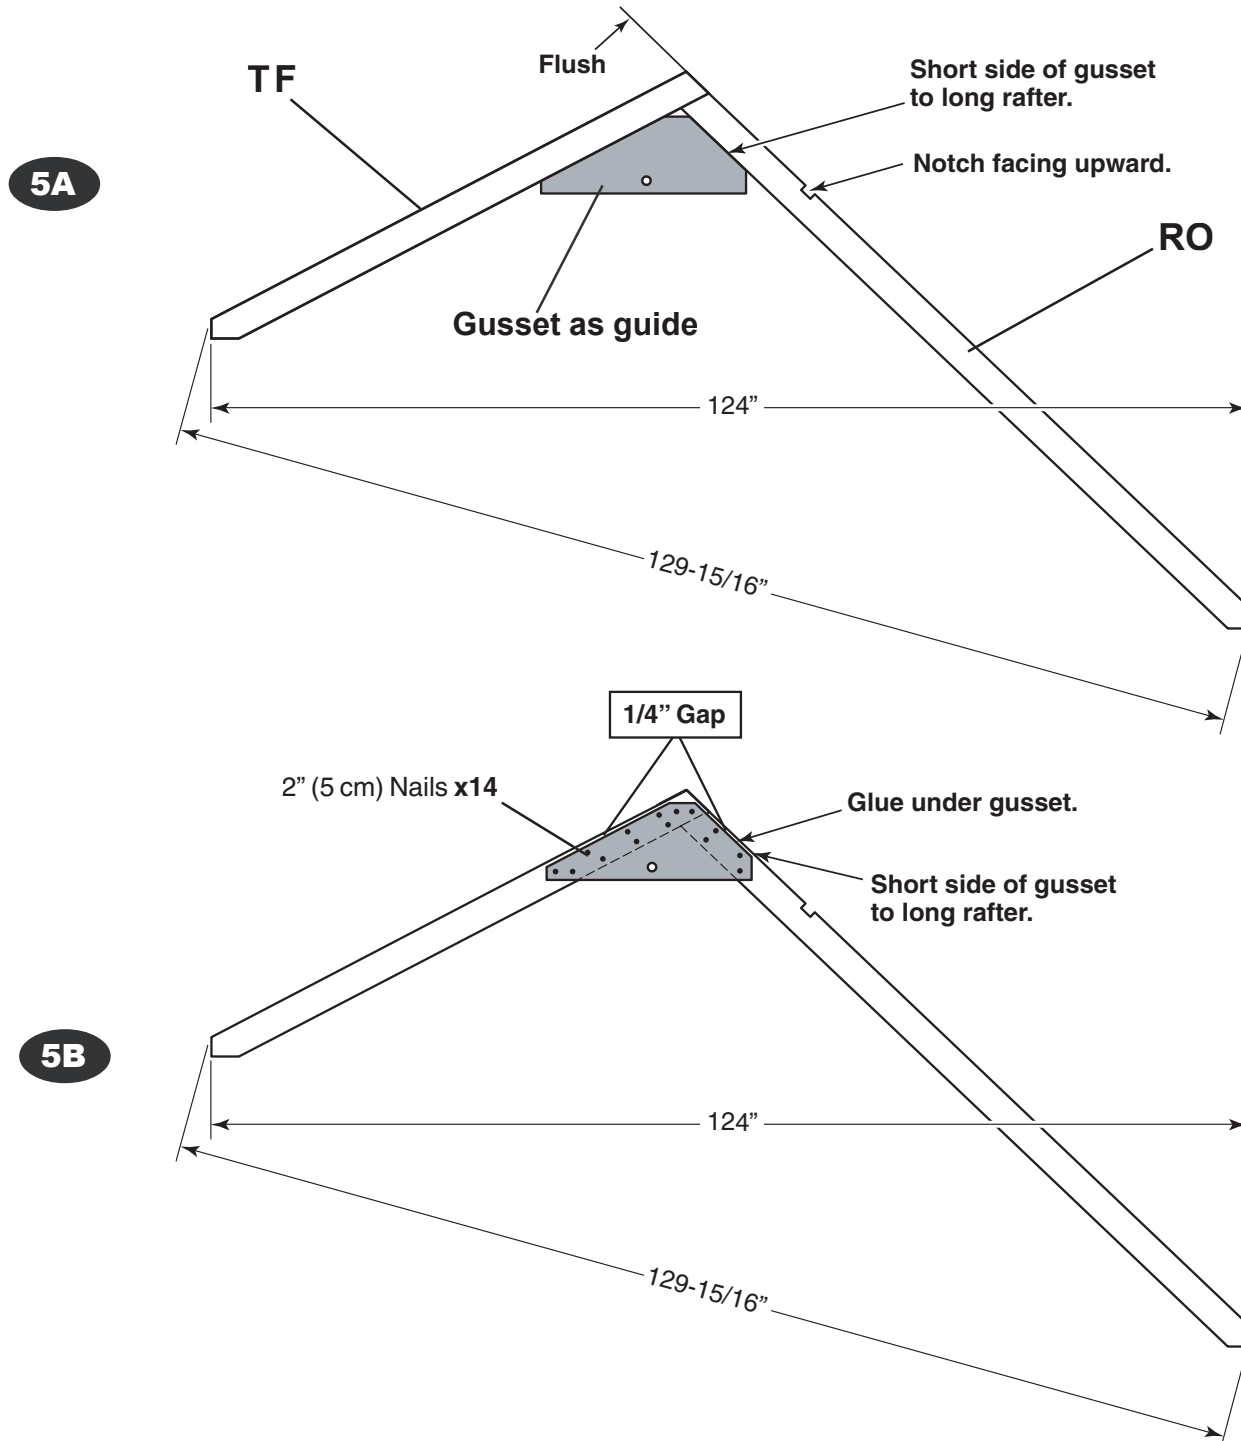 Flush
TF
Short side of gusset
to long rafter.
5A
Notch facing upward.
RO
Gusset as guide
124”
129-15/16”
1/4” Gap
2” (5 cm) Nails x14
Glue under gusset.
Short side of gusset
to long rafter.
5B
124”
129-15/16”